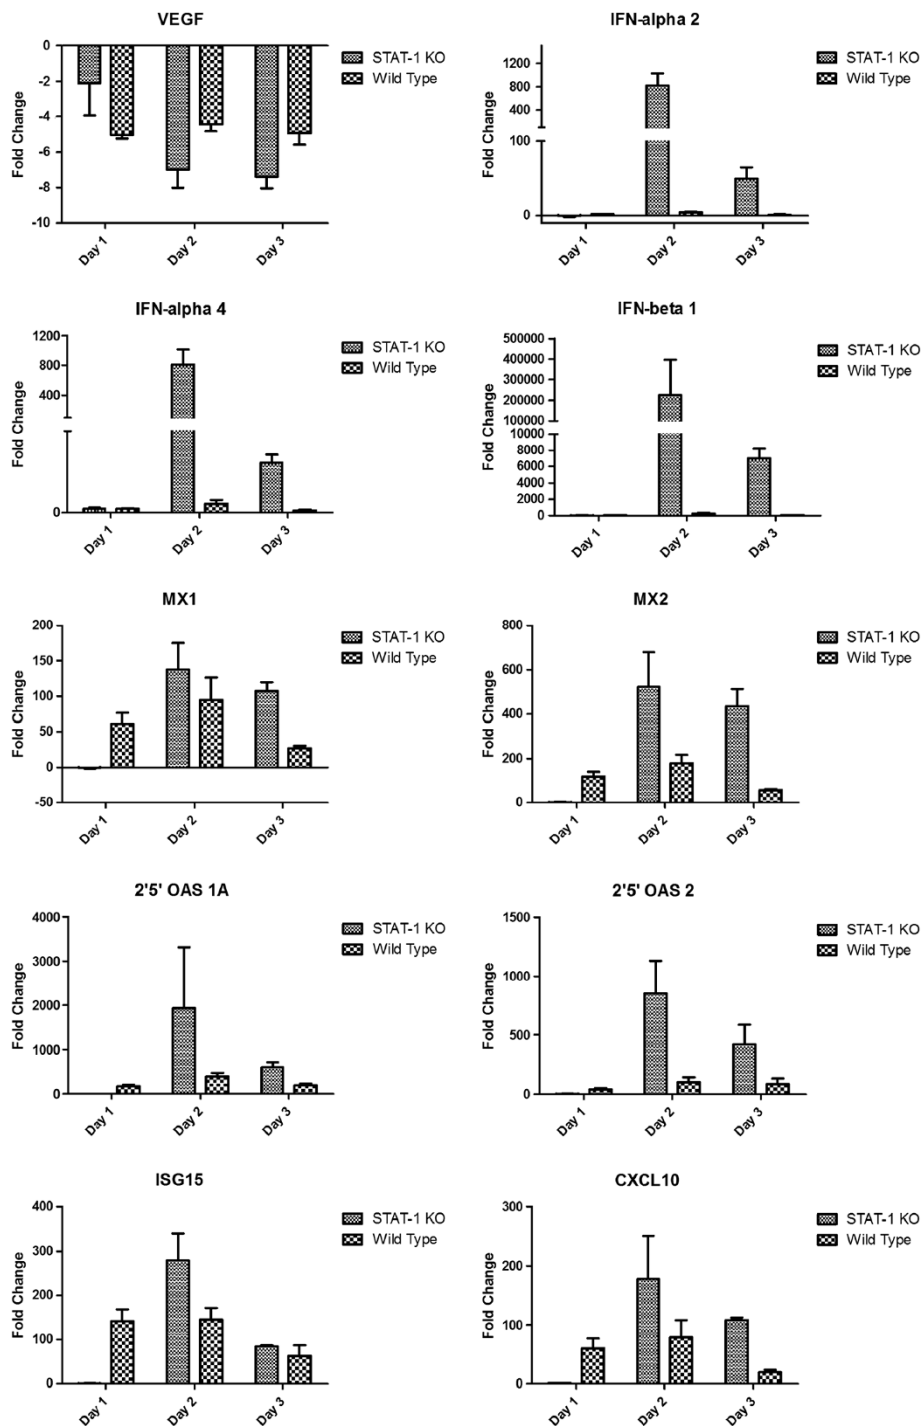 VEGF
STAT-1 KO
Wild Type
Fold Change
0
-2
-4
-6
-8
-10
Day 1
Day 2
Day 3
IFN-alpha 2
STAT-1 KO
Wild Type
Fold Change
1200
800
400
100
0
Day 1
Day 2
Day 3
IFN-alpha 4
STAT-1 KO
Wild Type
Fold Change
1200
800
400
0
Day 1
Day 2
Day 3
IFN-beta 1
STAT-1 KO
Wild Type
Fold Change
500000
400000
300000
200000
100000
10000
8000
6000
4000
2000
0
Day 1
Day 2
Day 3
MX1
STAT-1 KO
Wild Type
Fold Change
200
150
100
50
0
-50
Day 1
Day 2
Day 3
MX2
STAT-1 KO
Wild Type
Fold Change
800
600
400
200
0
Day 1
Day 2
Day 3
2'5' OAS 1A
STAT-1 KO
Wild Type
Fold Change
4000
3000
2000
1000
0
Day 1
Day 2
Day 3
2'5' OAS 2
STAT-1 KO
Wild Type
Fold Change
1500
1000
500
0
Day 1
Day 2
Day 3
ISG15
STAT-1 KO
Wild Type
Fold Change
400
300
200
100
0
Day 1
Day 2
Day 3
CXCL10
STAT-1 KO
Wild Type
Fold Change
300
200
100
0
Day 1
Day 2
Day 3